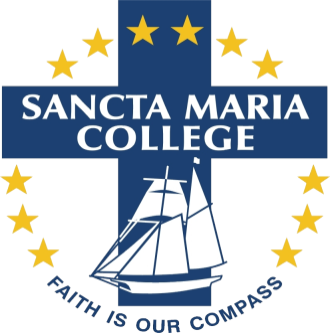 SANCTA MARIA
COLLEGE
FAITH IS OUR COMPASS